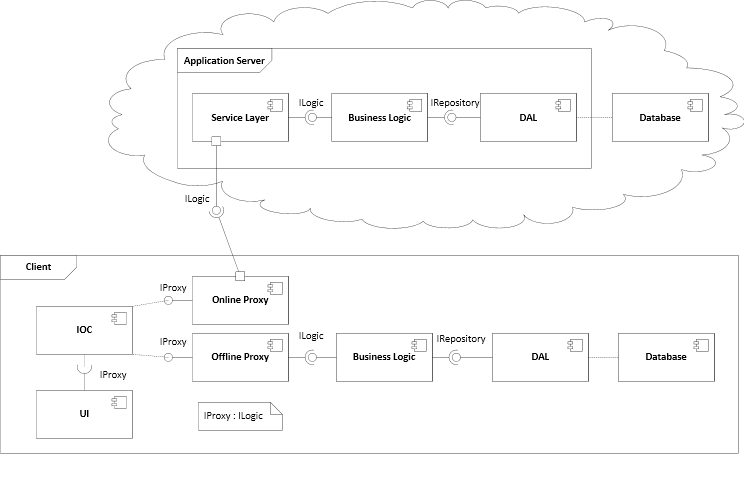 Application Server
ILogic
IRepository
Service Layer
Business Logic
DAL
Database
ILogic
Client
IProxy
Online Proxy
IOC
IProxy
ILogic
IRepository
Offline Proxy
Business Logic
DAL
Database
IProxy
UI
IProxy : ILogic